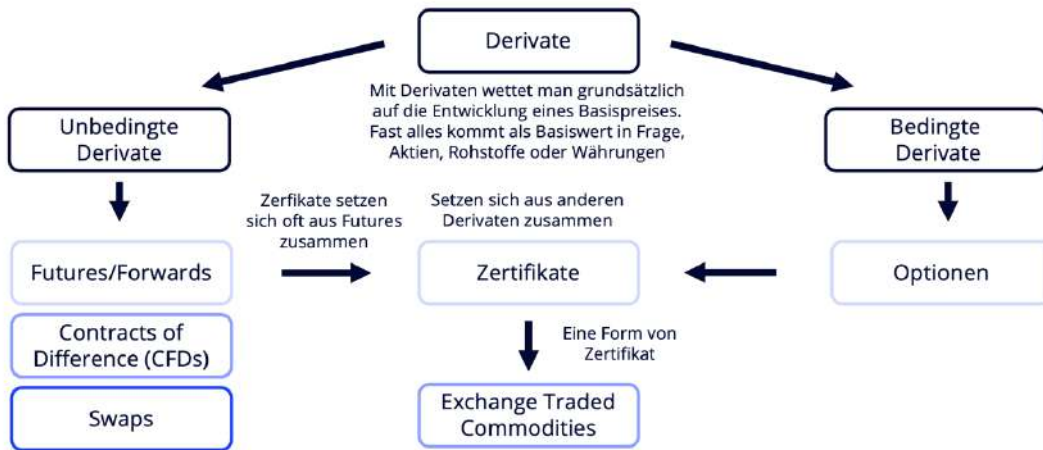 Derivate
Mit Derivaten wettet man grundsätzlich
auf die Entwicklung eines Basispreises.
Fast alles kommt als Basiswert in Frage,
Aktien, Rohstoffe oder Währungen
Unbedingte
Derivate
Bedingte
Derivate
Zerfikate setzen
sich oft aus Futures
zusammen
Setzen sich aus anderen
Derivaten zusammen
Futures/Forwards
Zertifikate
Optionen
Contracts of
Difference (CFDs)
Eine Form von
Zertifikat
Swaps
Exchange Traded
Commodities